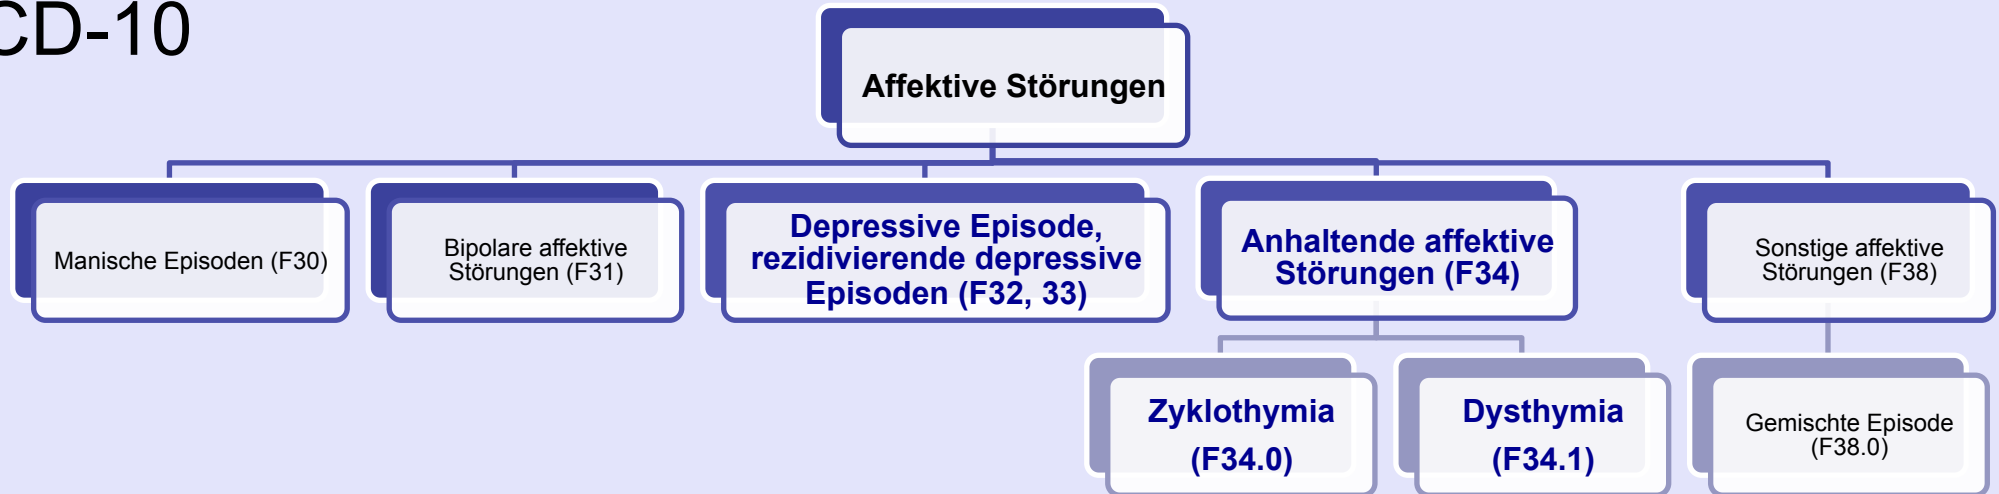 CD-10
Affektive Störungen
Manische Episoden (F30)
Bipolare affektive
Störungen (F31)
Depressive Episode,
rezidivierende depressive
Episoden (F32, 33)
Anhaltende affektive
Störungen (F34)
Sonstige affektive
Störungen (F38)
Zyklothymia
(F34.0)
Dysthymia
(F34.1)
Gemischte Episode
(F38.0)